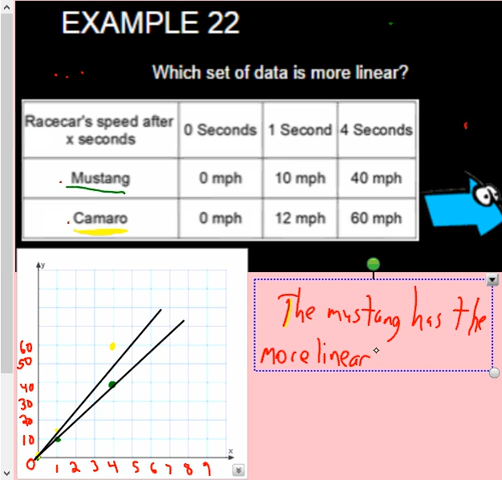 EXAMPLE 22
Which set of data is more linear?
Racecar's speed after x seconds 0 Seconds 1 Second 4 Seconds
Mustang 0 mph 10 mph 40 mph
Camaro 0 mph 12 mph 60 mph
y
60
50
40
30
20
10
0 1 2 3 4 5 6 7 8 9
x
The mustang has the
more linear